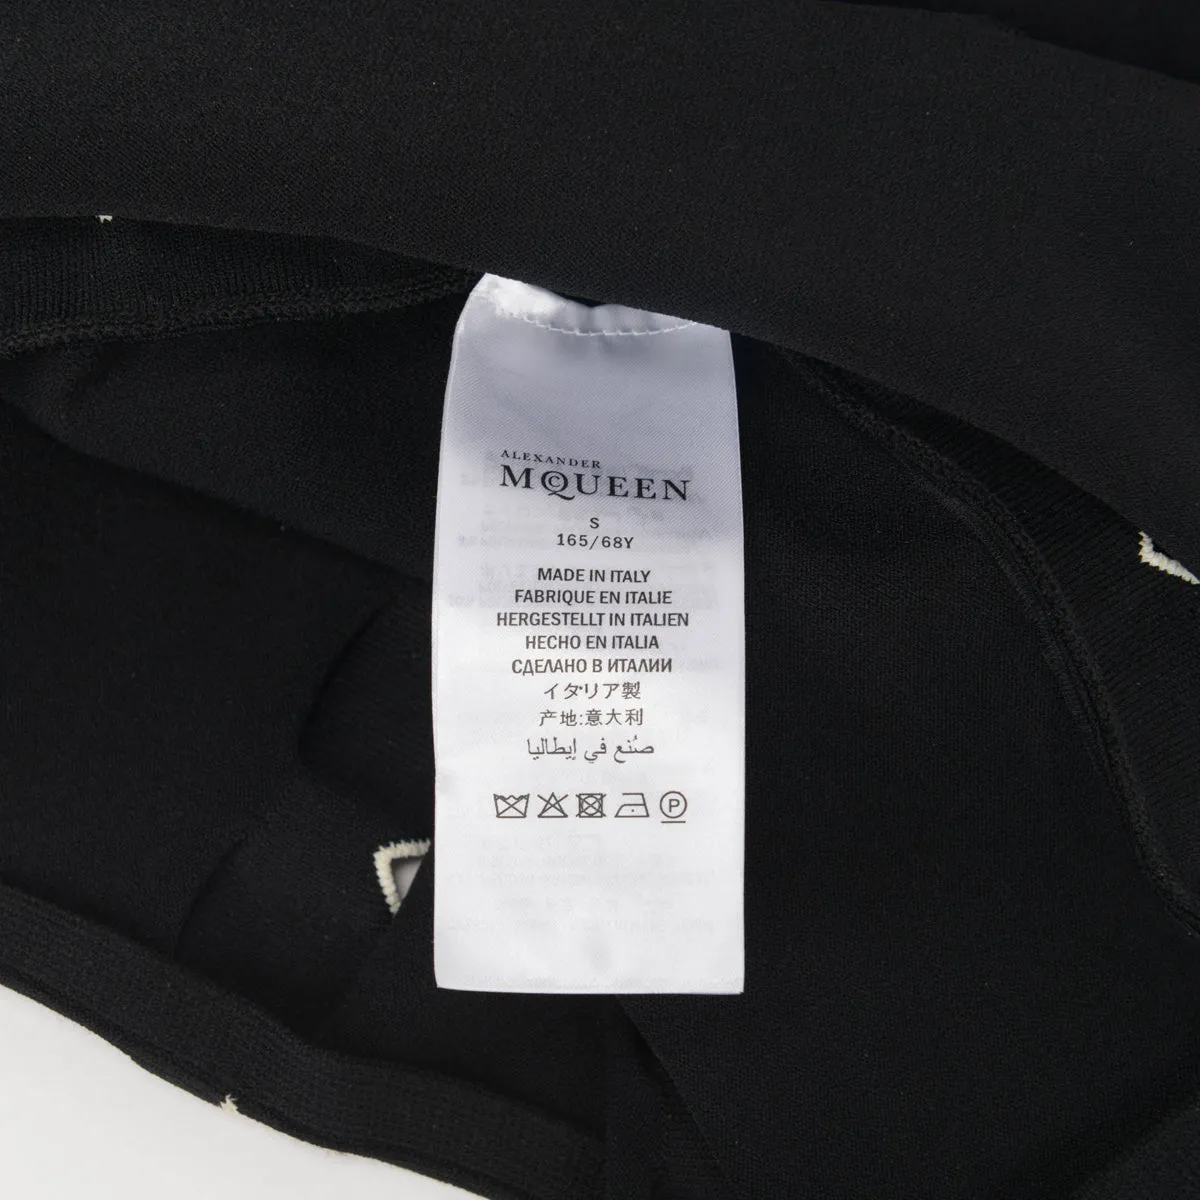 ALEXANDER
MCQUEEN
S
165/68Y
MADE IN ITALY
FABRIQUE EN ITALIE
HERGESTELLT IN ITALIEN
HECHO EN ITALIA
СДЕЛАНО В ИТАЛИИ
イタリア製
产地:意大利
صُنع في إيطاليا
P